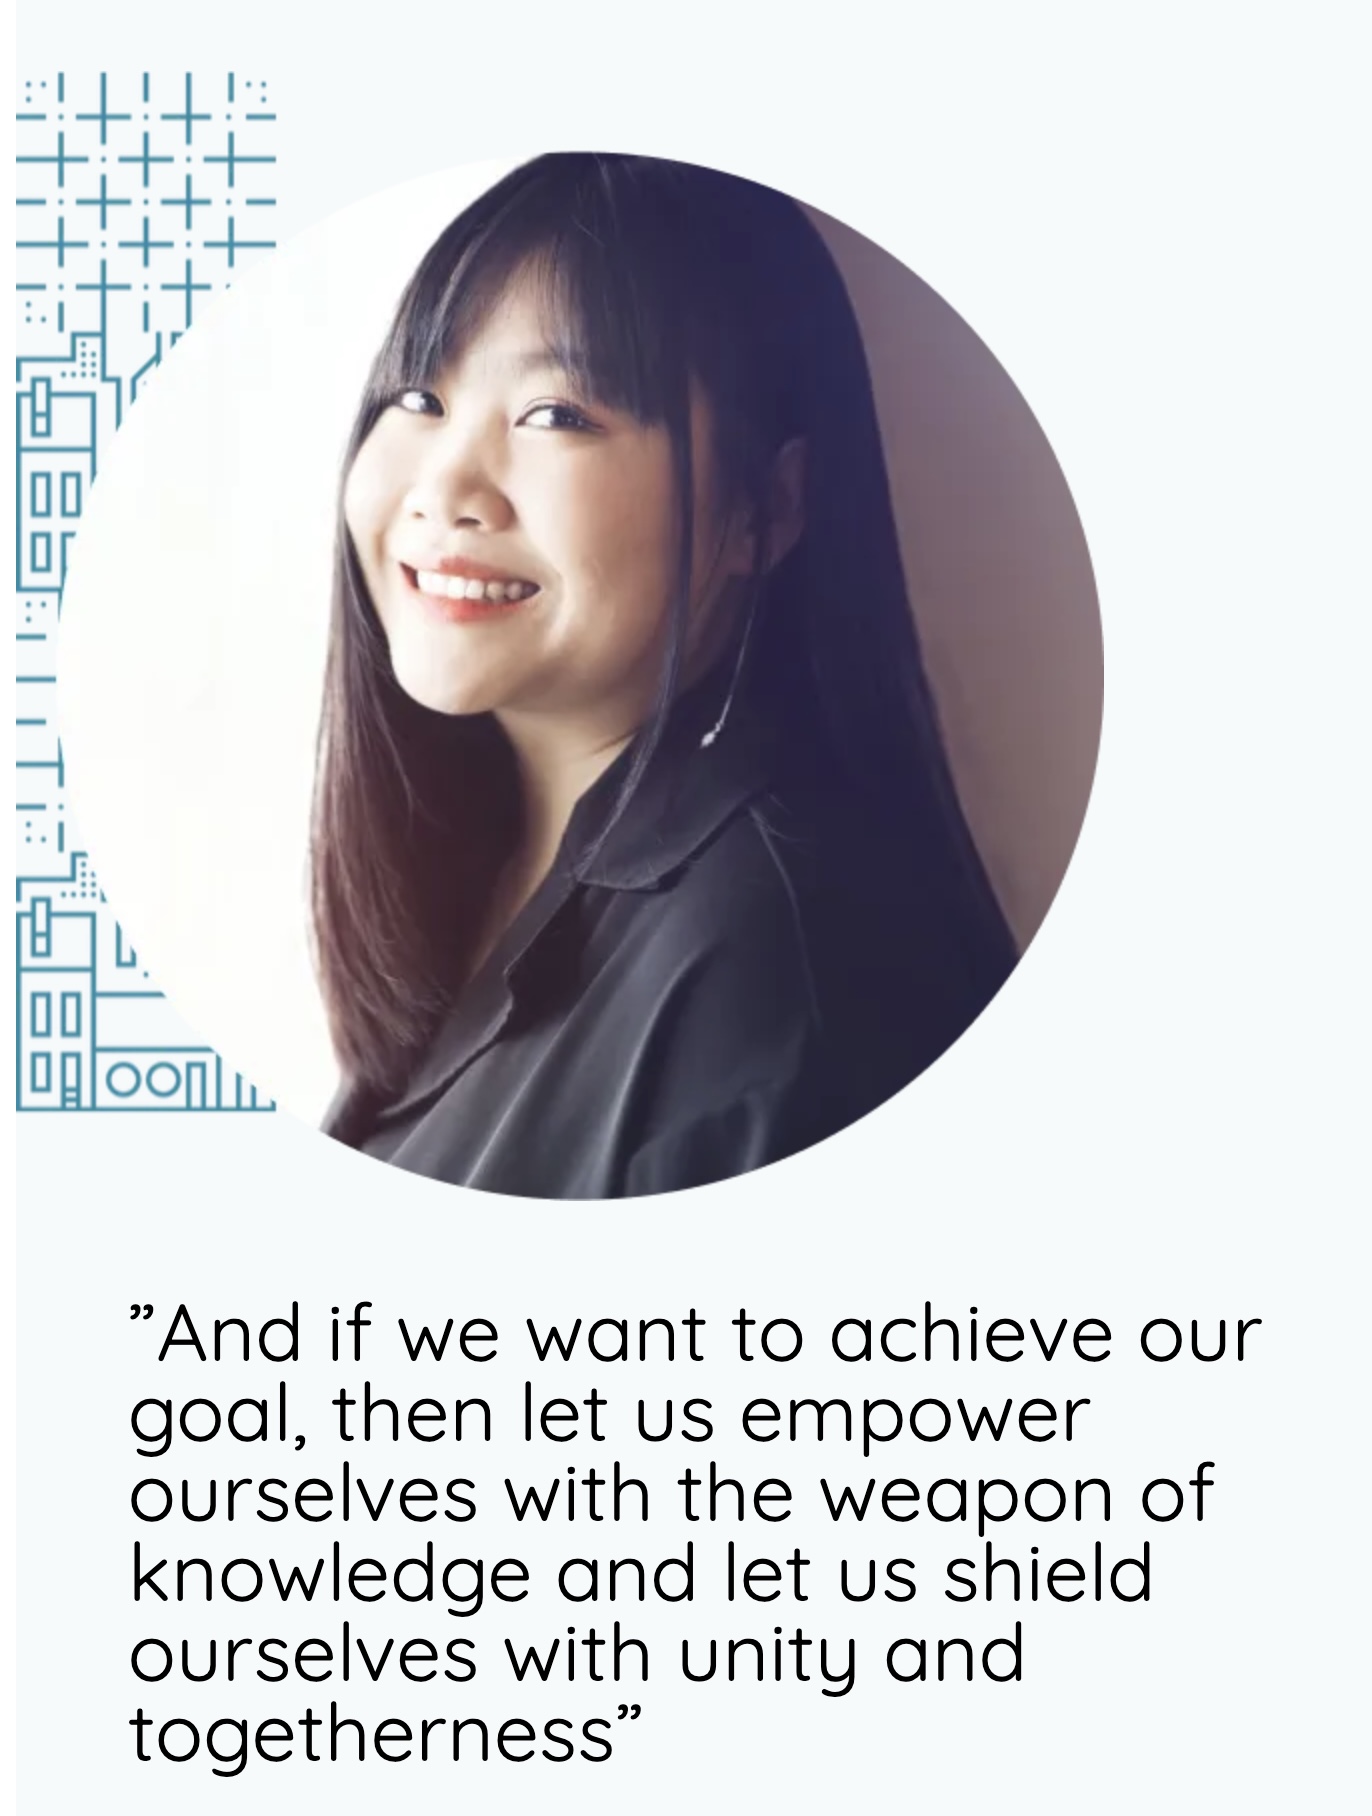 ”And if we want to achieve our
goal, then let us empower
ourselves with the weapon of
knowledge and let us shield
ourselves with unity and
togetherness”